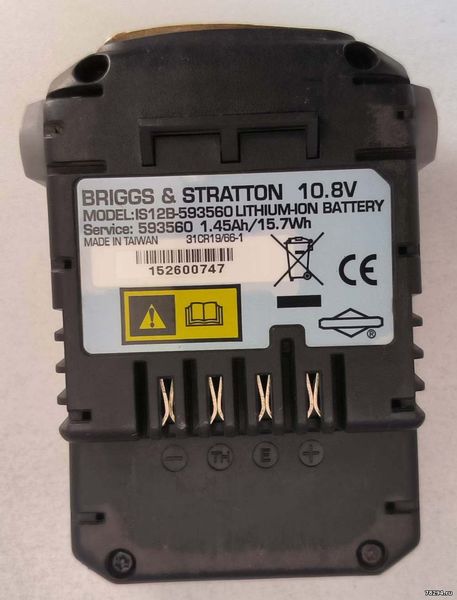 BRIGGS & STRATTON 10.8V
MODEL:IS12B-593560 LITHIUM-ION BATTERY
Service: 593560 1.45Ah/15.7Wh
MADE IN TAIWAN 31CR19/66-1
152600747
CE
®
− TH E +
78294.ru